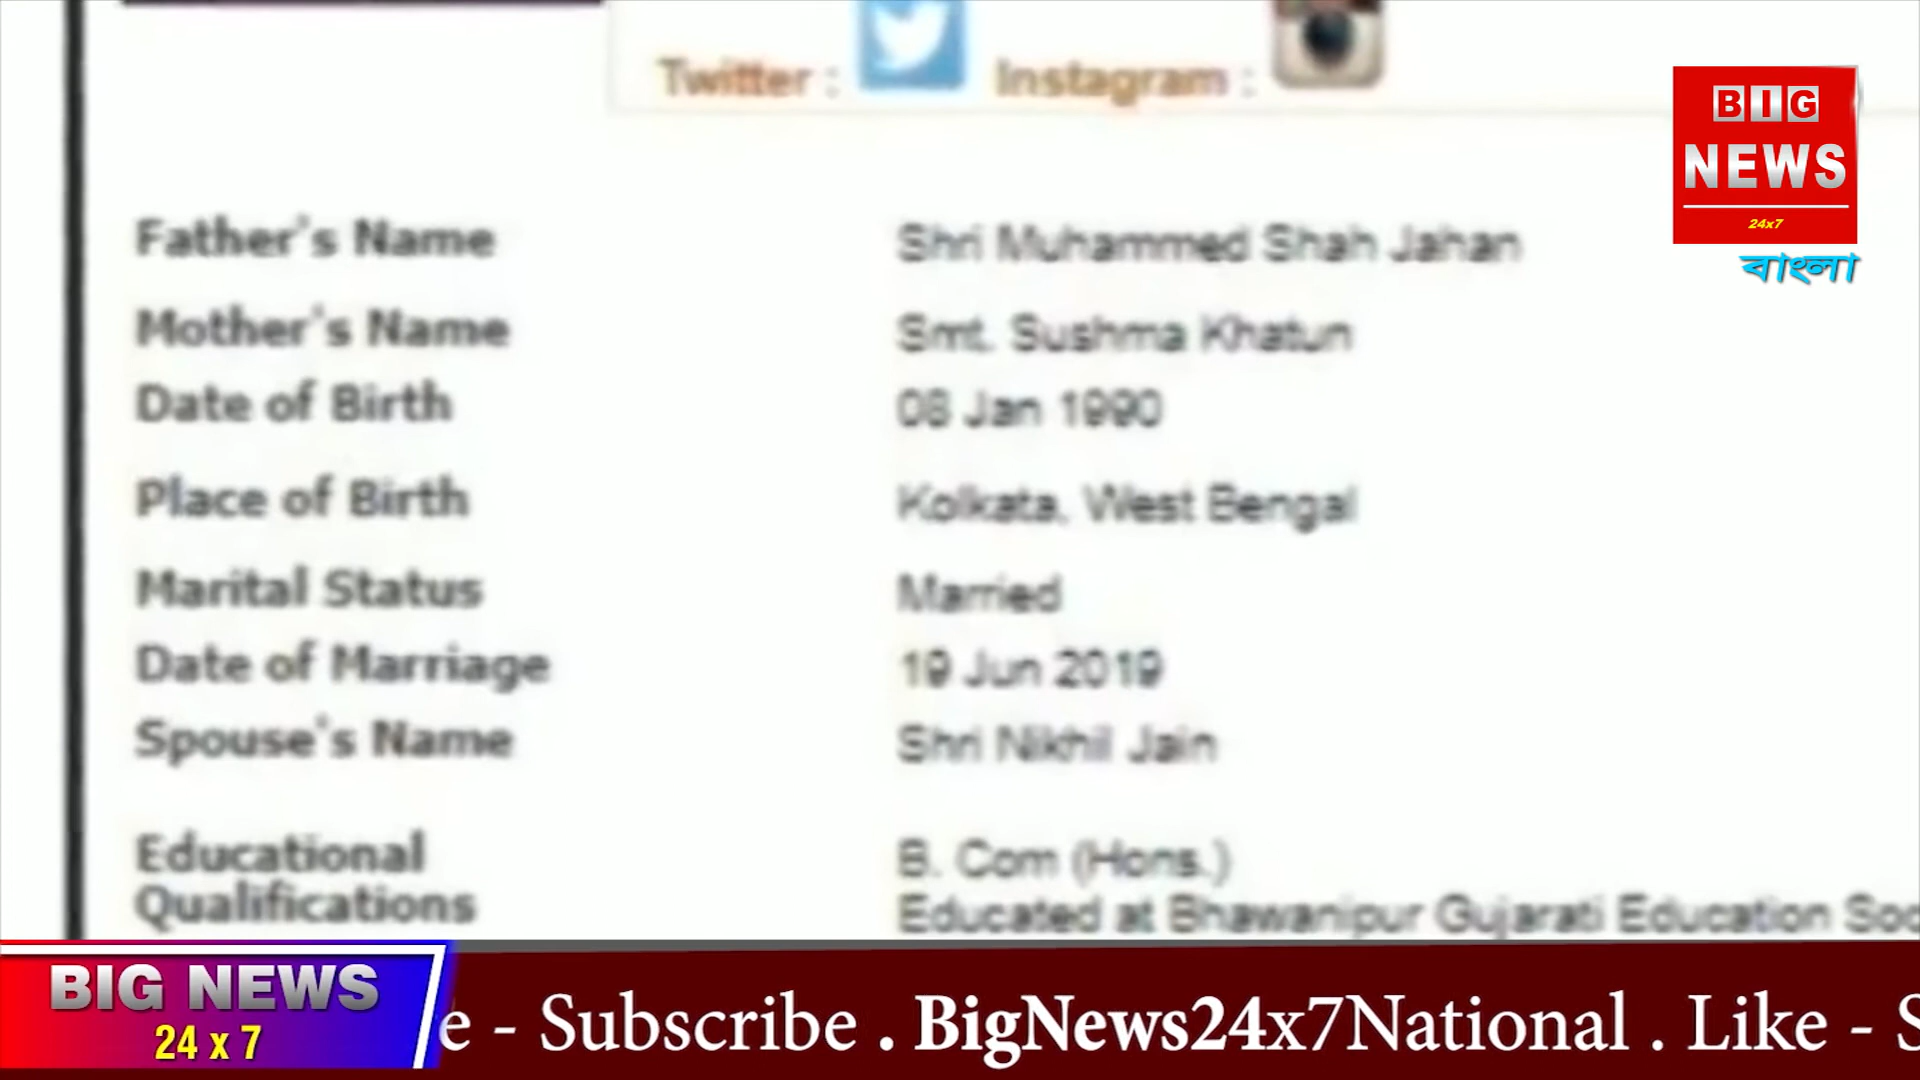 Twitter : Instagram :
BIG
NEWS
24x7
বাংলা
Father's Name Shri Muhammed Shah Jahan
Mother's Name Smt. Sushma Khatun
Date of Birth 08 Jan 1990
Place of Birth Kolkata, West Bengal
Marital Status Married
Date of Marriage 19 Jun 2019
Spouse's Name Shri Nikhil Jain
Educational B. Com (Hons.)
Qualifications Educated at Bhawanipur Gujarati Education Soc
BIG NEWS
24 x 7
e - Subscribe . BigNews24x7National . Like - S